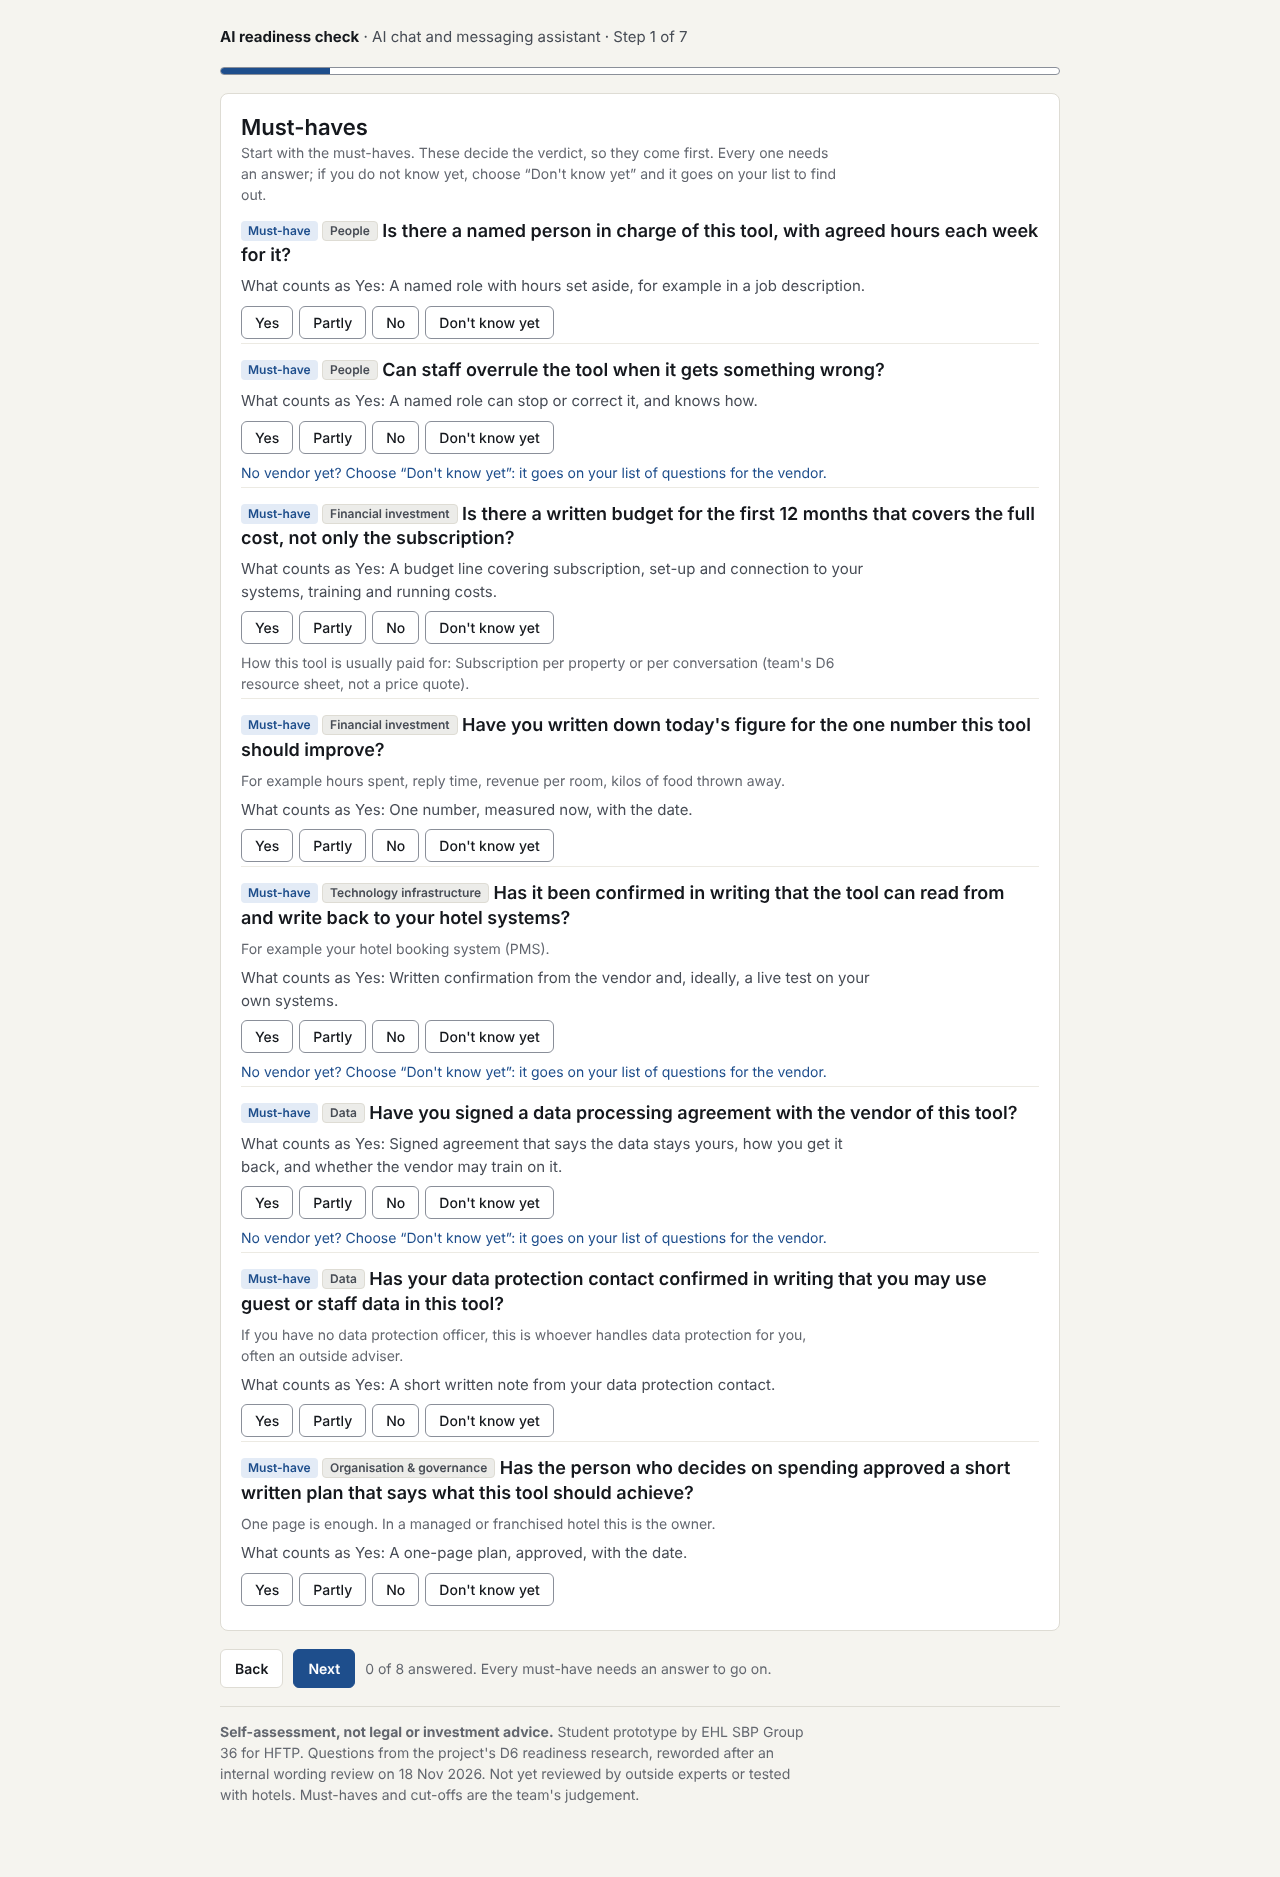 AI readiness check · AI chat and messaging assistant · Step 1 of 7
Must-haves
Start with the must-haves. These decide the verdict, so they come first. Every one needs
an answer; if you do not know yet, choose “Don't know yet” and it goes on your list to find
out.
Must-have People Is there a named person in charge of this tool, with agreed hours each week
for it?
What counts as Yes: A named role with hours set aside, for example in a job description.
Yes Partly No Don't know yet
Must-have People Can staff overrule the tool when it gets something wrong?
What counts as Yes: A named role can stop or correct it, and knows how.
Yes Partly No Don't know yet
No vendor yet? Choose “Don't know yet”: it goes on your list of questions for the vendor.
Must-have Financial investment Is there a written budget for the first 12 months that covers the full
cost, not only the subscription?
What counts as Yes: A budget line covering subscription, set-up and connection to your
systems, training and running costs.
Yes Partly No Don't know yet
How this tool is usually paid for: Subscription per property or per conversation (team's D6
resource sheet, not a price quote).
Must-have Financial investment Have you written down today's figure for the one number this tool
should improve?
For example hours spent, reply time, revenue per room, kilos of food thrown away.
What counts as Yes: One number, measured now, with the date.
Yes Partly No Don't know yet
Must-have Technology infrastructure Has it been confirmed in writing that the tool can read from
and write back to your hotel systems?
For example your hotel booking system (PMS).
What counts as Yes: Written confirmation from the vendor and, ideally, a live test on your
own systems.
Yes Partly No Don't know yet
No vendor yet? Choose “Don't know yet”: it goes on your list of questions for the vendor.
Must-have Data Have you signed a data processing agreement with the vendor of this tool?
What counts as Yes: Signed agreement that says the data stays yours, how you get it
back, and whether the vendor may train on it.
Yes Partly No Don't know yet
No vendor yet? Choose “Don't know yet”: it goes on your list of questions for the vendor.
Must-have Data Has your data protection contact confirmed in writing that you may use
guest or staff data in this tool?
If you have no data protection officer, this is whoever handles data protection for you,
often an outside adviser.
What counts as Yes: A short written note from your data protection contact.
Yes Partly No Don't know yet
Must-have Organisation & governance Has the person who decides on spending approved a short
written plan that says what this tool should achieve?
One page is enough. In a managed or franchised hotel this is the owner.
What counts as Yes: A one-page plan, approved, with the date.
Yes Partly No Don't know yet
Back Next 0 of 8 answered. Every must-have needs an answer to go on.
Self-assessment, not legal or investment advice. Student prototype by EHL SBP Group
36 for HFTP. Questions from the project's D6 readiness research, reworded after an
internal wording review on 18 Nov 2026. Not yet reviewed by outside experts or tested
with hotels. Must-haves and cut-offs are the team's judgement.